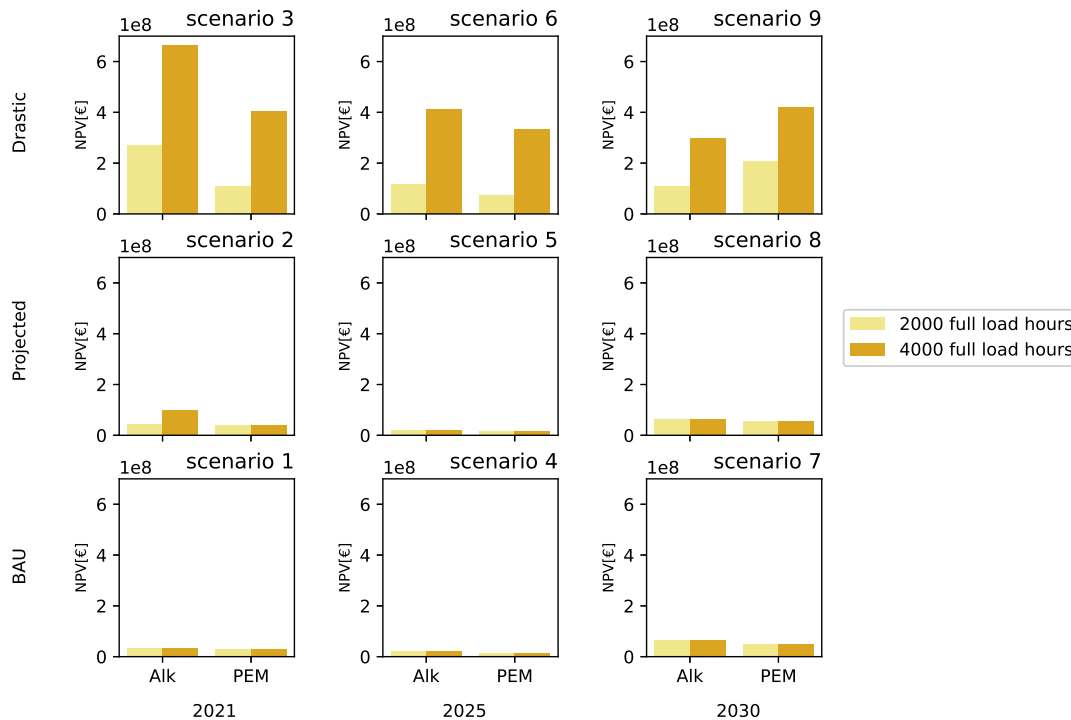 1e8 scenario 3
1e8 scenario 6
1e8 scenario 9
Drastic
NPV[€]
6
4
2
0
NPV[€]
6
4
2
0
NPV[€]
6
4
2
0
1e8 scenario 2
1e8 scenario 5
1e8 scenario 8
Projected
NPV[€]
6
4
2
0
NPV[€]
6
4
2
0
NPV[€]
6
4
2
0
2000 full load hours
4000 full load hours
1e8 scenario 1
1e8 scenario 4
1e8 scenario 7
BAU
NPV[€]
6
4
2
0
NPV[€]
6
4
2
0
NPV[€]
6
4
2
0
Alk PEM
Alk PEM
Alk PEM
2021
2025
2030